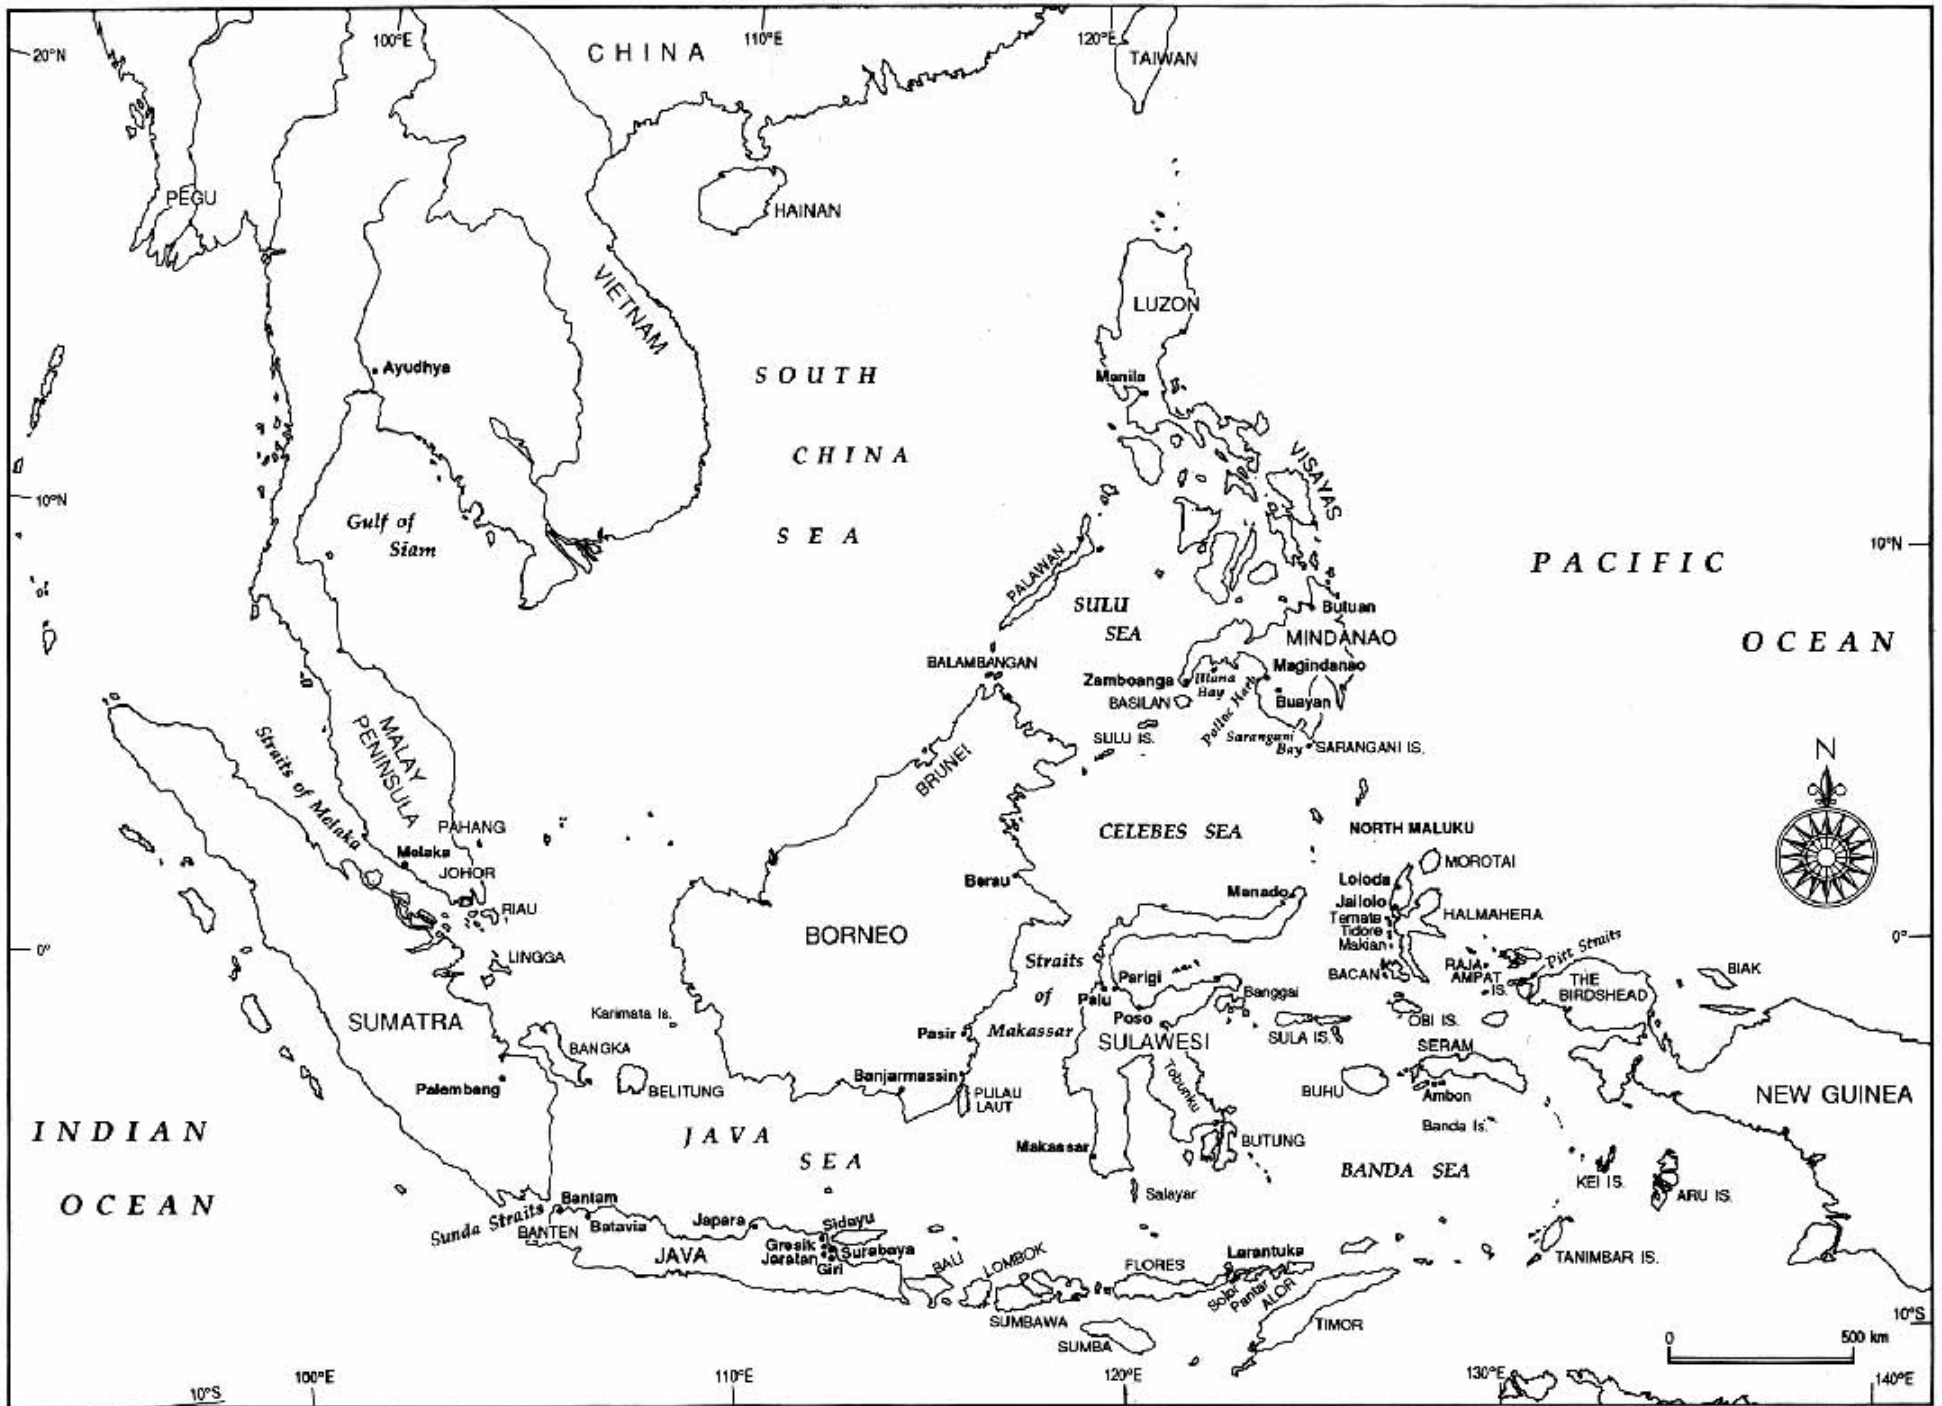 100°E
110°E
120°E
20°N
CHINA
TAIWAN
PEGU
HAINAN
VIETNAM
LUZON
Ayudhya
SOUTH
CHINA
SEA
Manila
VISAYAS
10°N
Gulf of
Siam
10°N
PACIFIC
OCEAN
PALAWAN
SULU
SEA
Butuan
MINDANAO
BALAMBANGAN
Magindanao
Zamboanga
Illana
Bay
BASILAN
Buayan
Polloc Harb.
Sarangani
Bay
SULU IS.
SARANGANI IS.
MALAY
PENINSULA
Straits of Melaka
BRUNEI
N
PAHANG
Melaka
JOHOR
CELEBES SEA
NORTH MALUKU
MOROTAI
Berau
Menado
Loloda
Jailolo
Ternate
Tidore
Makian
HALMAHERA
RIAU
BORNEO
0°
0°
LINGGA
Straits
of
Makassar
Parigi
BACAN
RAJA
AMPAT
IS.
Pitt Straits
THE
BIRDSHEAD
BIAK
Palu
Banggai
Karimata Is.
SUMATRA
Poso
OBI IS.
Pasir
SULAWESI
SULA IS.
SERAM
BANGKA
Palembang
BELITUNG
Banjarmassin
PULAU
LAUT
Tobunku
BUHU
Ambon
NEW GUINEA
INDIAN
OCEAN
JAVA
SEA
Banda Is.
Makassar
BUTUNG
BANDA SEA
KEI IS.
ARU IS.
Salayar
Sunda Straits
Bantam
BANTEN
Batavia
Japara
Sidayu
Gresik
Jaratan
Giri
Surabaya
JAVA
BALI
LOMBOK
FLORES
Larantuka
TANIMBAR IS.
Solor
Pantar
ALOR
SUMBAWA
SUMBA
TIMOR
10°S
0
500 km
10°S
100°E
110°E
120°E
130°E
140°E